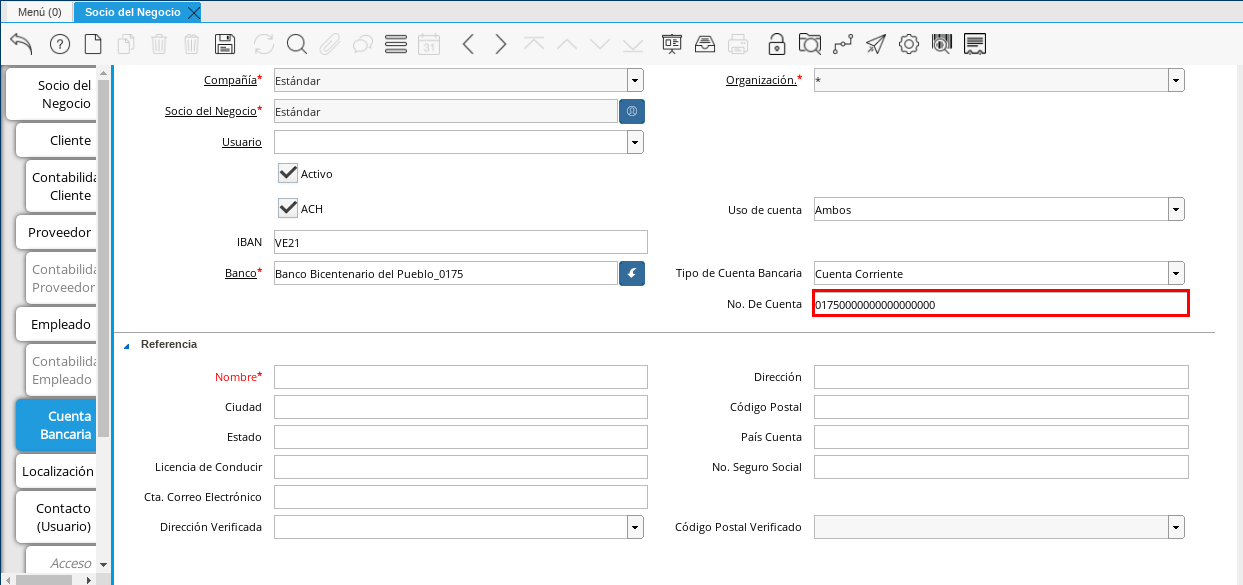 Menú (0)
Socio del Negocio
31
Socio del
Negocio
Cliente
Contabilida
Cliente
Proveedor
Contabilida
Proveedor
Empleado
Contabilida
Empleado
Cuenta
Bancaria
Localización
Contacto
(Usuario)
Acceso
Compañía* Estándar Organización.* *
Socio del Negocio* Estándar
Usuario
Activo
ACH Uso de cuenta Ambos
IBAN VE21
Banco* Banco Bicentenario del Pueblo_0175 Tipo de Cuenta Bancaria Cuenta Corriente
No. De Cuenta 01750000000000000000
Referencia
Nombre* Dirección
Ciudad Código Postal
Estado País Cuenta
Licencia de Conducir No. Seguro Social
Cta. Correo Electrónico
Dirección Verificada Código Postal Verificado